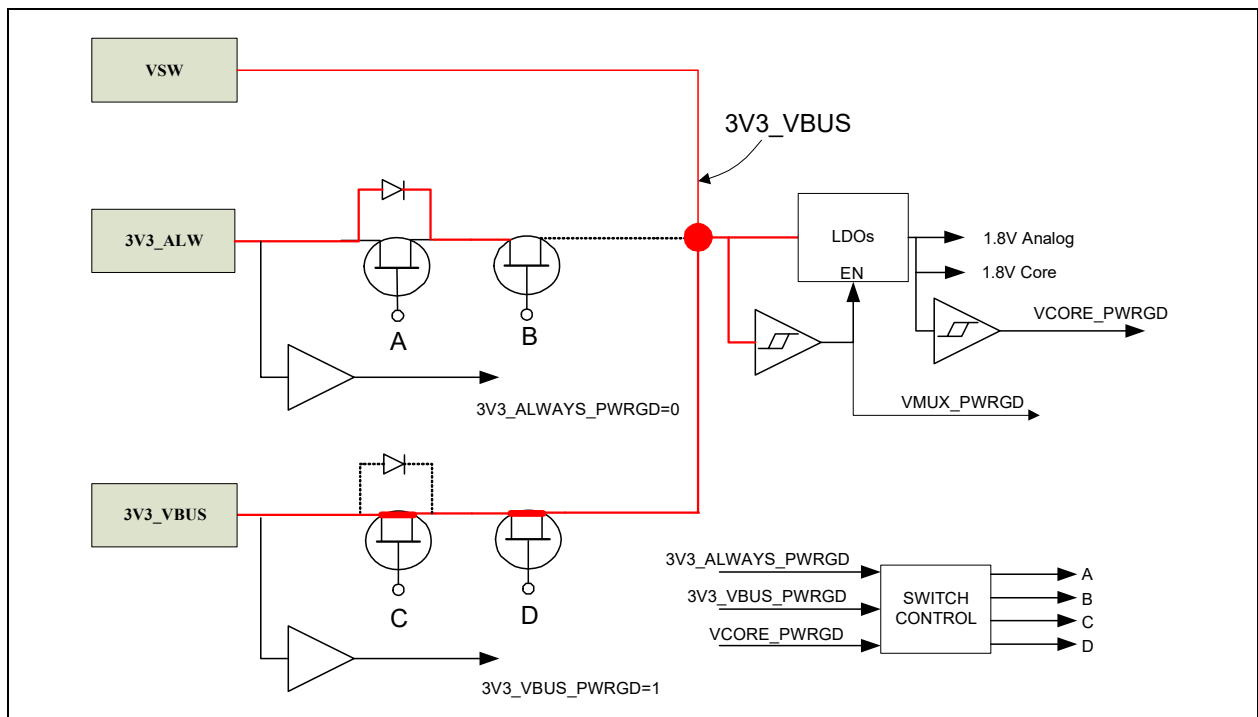 VSW
3V3_VBUS
3V3_ALW
LDOs
EN
1.8V Analog
1.8V Core
VCORE_PWRGD
A
B
3V3_ALWAYS_PWRGD=0
VMUX_PWRGD
3V3_VBUS
C
D
3V3_VBUS_PWRGD=1
3V3_ALWAYS_PWRGD
3V3_VBUS_PWRGD
VCORE_PWRGD
SWITCH
CONTROL
A
B
C
D